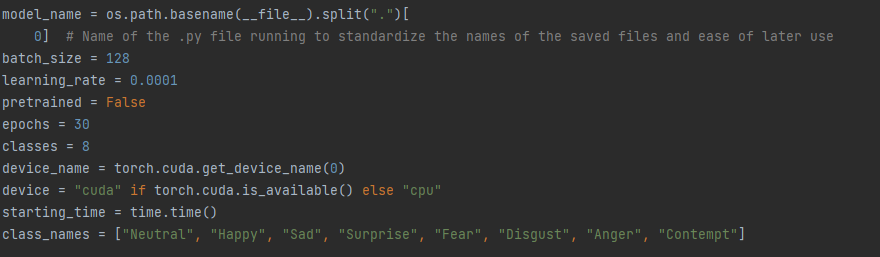 model_name = os.path.basename(__file__).split(".")[
    0]  # Name of the .py file running to standardize the names of the saved files and ease of later use
batch_size = 128
learning_rate = 0.0001
pretrained = False
epochs = 30
classes = 8
device_name = torch.cuda.get_device_name(0)
device = "cuda" if torch.cuda.is_available() else "cpu"
starting_time = time.time()
class_names = ["Neutral", "Happy", "Sad", "Surprise", "Fear", "Disgust", "Anger", "Contempt"]